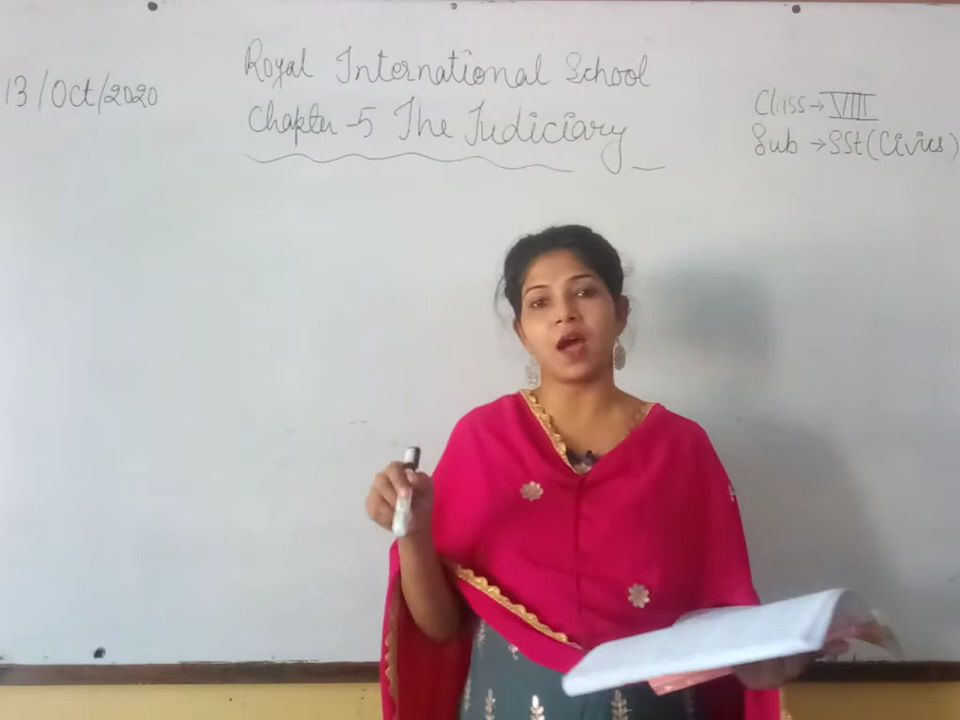 13/Oct/2020
Royal International School
Chapter-5 The Judiciary
Class→VIII
Sub→SSt(Civics)